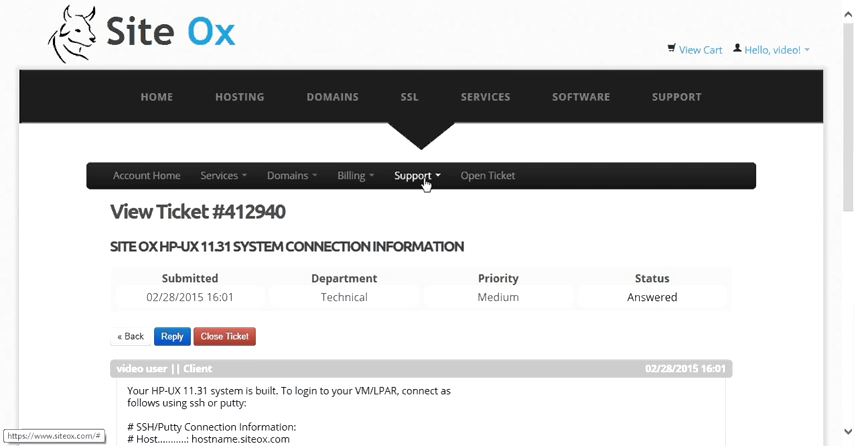 Site Ox
View Cart Hello, video!
HOME HOSTING DOMAINS SSL SERVICES SOFTWARE SUPPORT
Account Home Services Domains Billing Support Open Ticket
View Ticket #412940
SITE OX HP-UX 11.31 SYSTEM CONNECTION INFORMATION
Submitted Department Priority Status
02/28/2015 16:01 Technical Medium Answered
« Back Reply Close Ticket
video user || Client 02/28/2015 16:01
Your HP-UX 11.31 system is built. To login to your VM/LPAR, connect as
follows using ssh or putty:
# SSH/Putty Connection Information:
# Host..........: hostname.siteox.com
https://www.siteox.com/#